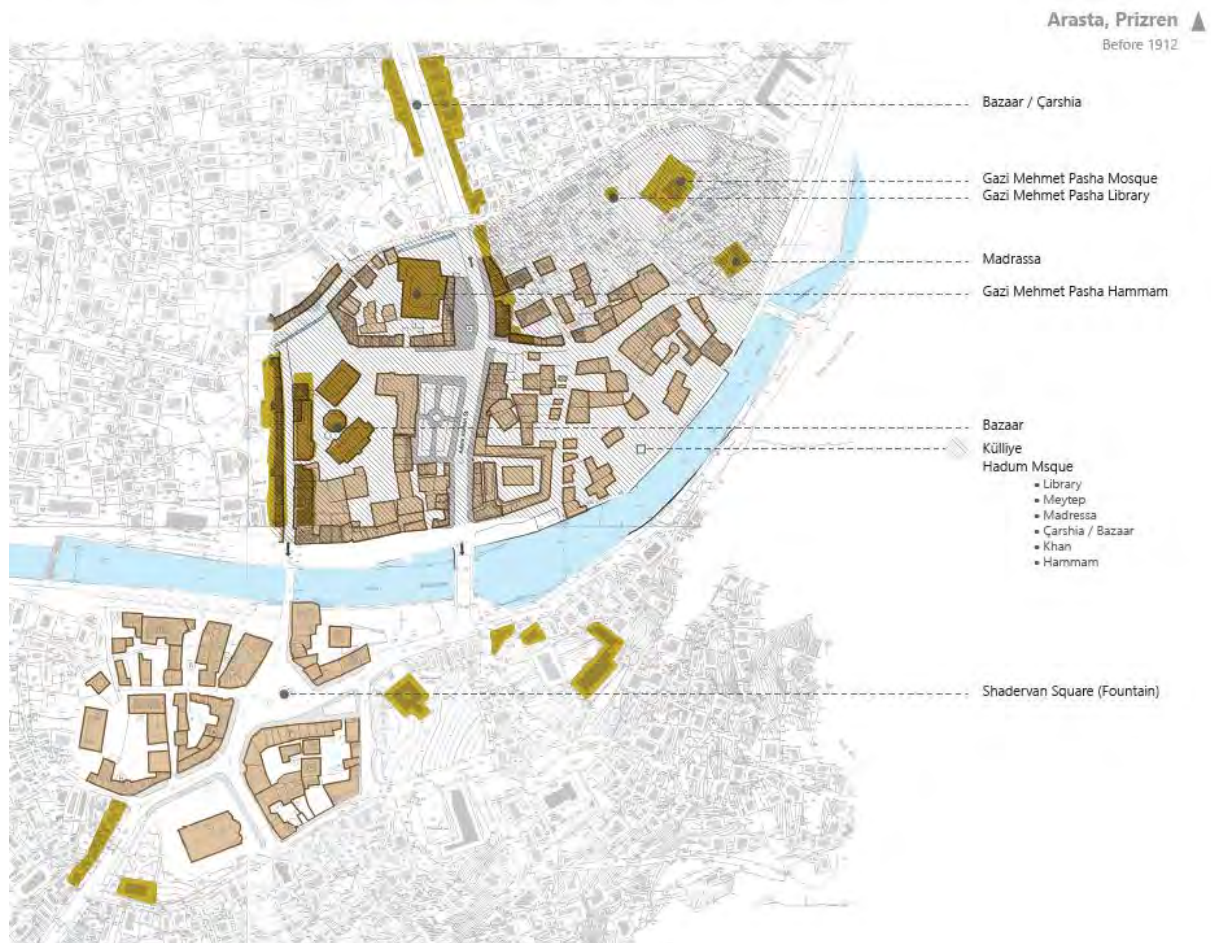 Arasta, Prizren
Before 1912
Bazaar / Çarshia
Gazi Mehmet Pasha Mosque
Gazi Mehmet Pasha Library
Madrassa
Gazi Mehmet Pasha Hammam
Bazaar
Külliye
Hadum Msque
• Library
• Meytep
• Madressa
• Çarshia / Bazaar
• Khan
• Hammam
Shadervan Square (Fountain)